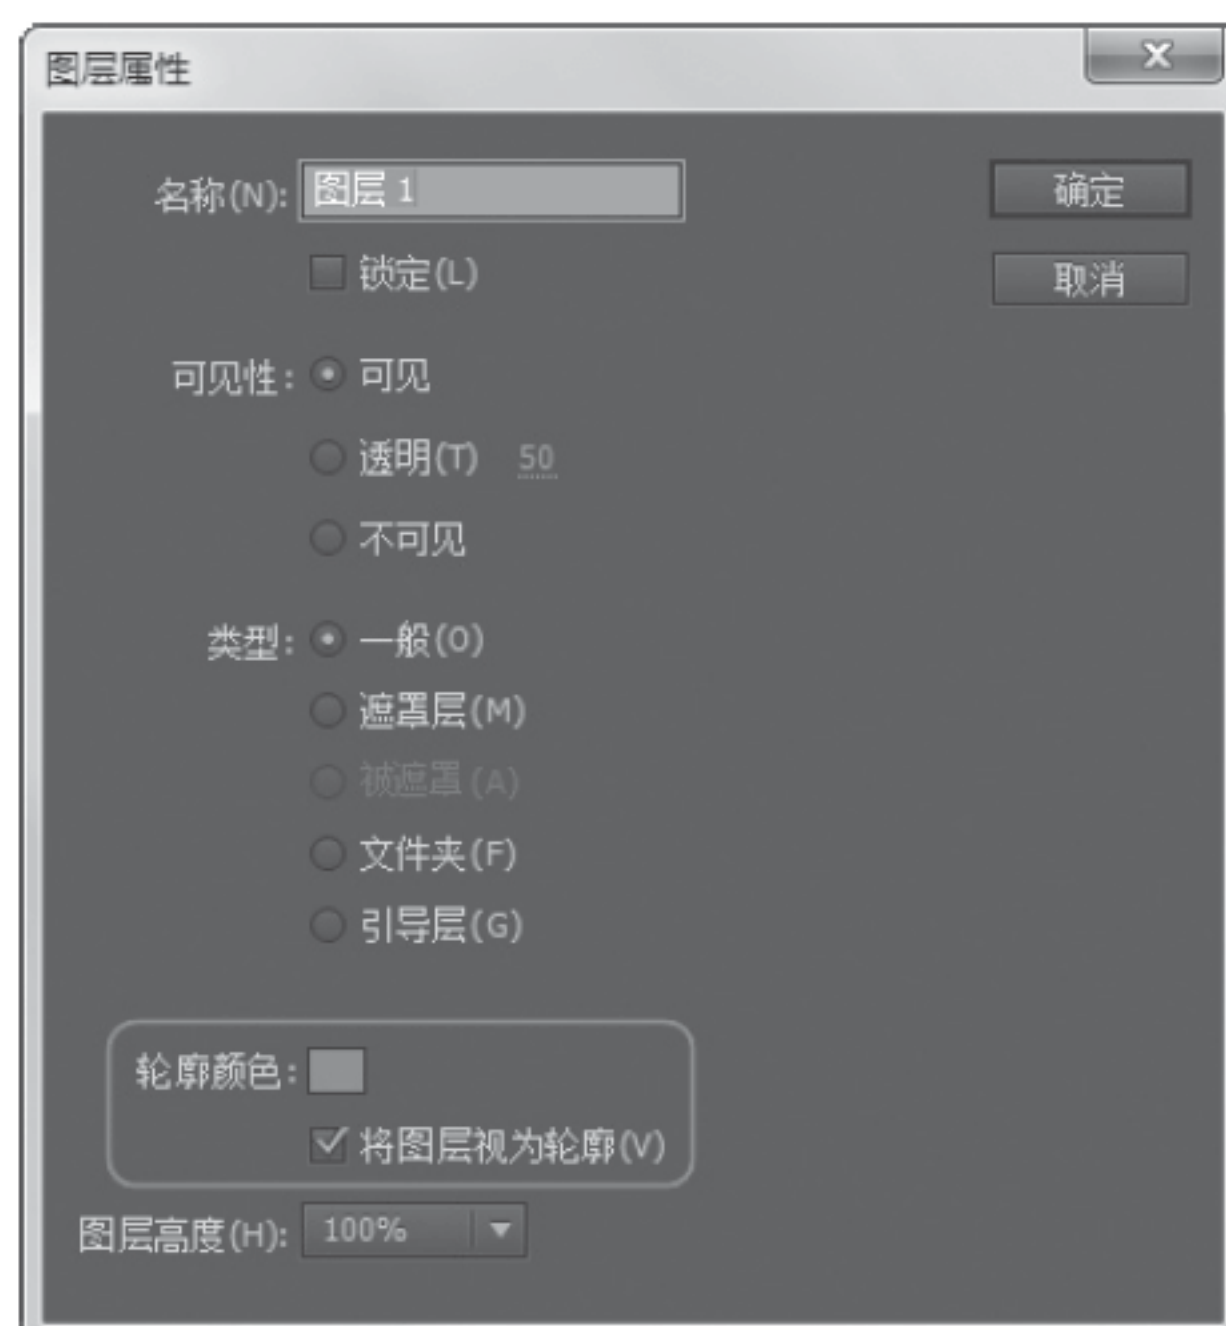 图层属性
名称(N): 图层 1
确定
锁定(L)
取消
可见性: 可见
透明(T) 50
不可见
类型: 一般(O)
遮罩层(M)
被遮罩(A)
文件夹(F)
引导层(G)
轮廓颜色:
将图层视为轮廓(V)
图层高度(H): 100%